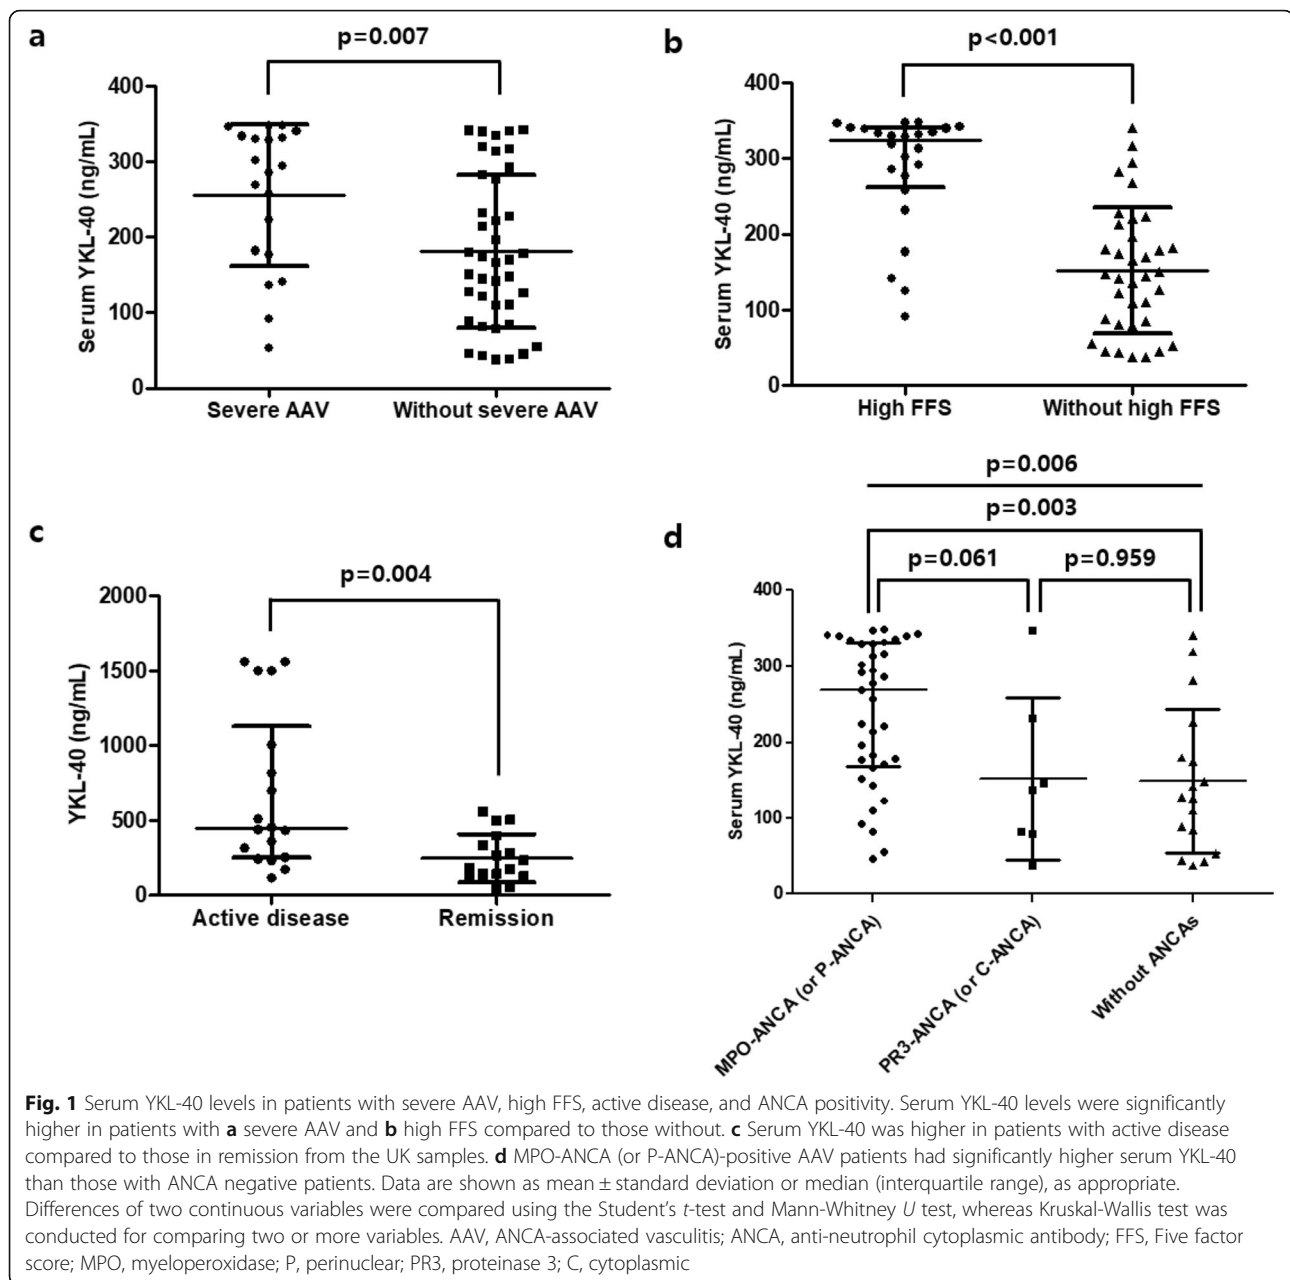 a
p=0.007
400
300
200
100
0
Serum YKL-40 (ng/mL)
Severe AAV
Without severe AAV
b
p<0.001
400
300
200
100
0
Serum YKL-40 (ng/mL)
High FFS
Without high FFS
c
p=0.004
2000
1500
1000
500
0
YKL-40 (ng/mL)
Active disease
Remission
d
p=0.006
p=0.003
p=0.061
p=0.959
400
300
200
100
0
Serum YKL-40 (ng/mL)
MPO-ANCA (or P-ANCA)
PR3-ANCA (or C-ANCA)
Without ANCAs
Fig. 1 Serum YKL-40 levels in patients with severe AAV, high FFS, active disease, and ANCA positivity. Serum YKL-40 levels were significantly
higher in patients with a severe AAV and b high FFS compared to those without. c Serum YKL-40 was higher in patients with active disease
compared to those in remission from the UK samples. d MPO-ANCA (or P-ANCA)-positive AAV patients had significantly higher serum YKL-40
than those with ANCA negative patients. Data are shown as mean ± standard deviation or median (interquartile range), as appropriate.
Differences of two continuous variables were compared using the Student's t-test and Mann-Whitney U test, whereas Kruskal-Wallis test was
conducted for comparing two or more variables. AAV, ANCA-associated vasculitis; ANCA, anti-neutrophil cytoplasmic antibody; FFS, Five factor
score; MPO, myeloperoxidase; P, perinuclear; PR3, proteinase 3; C, cytoplasmic